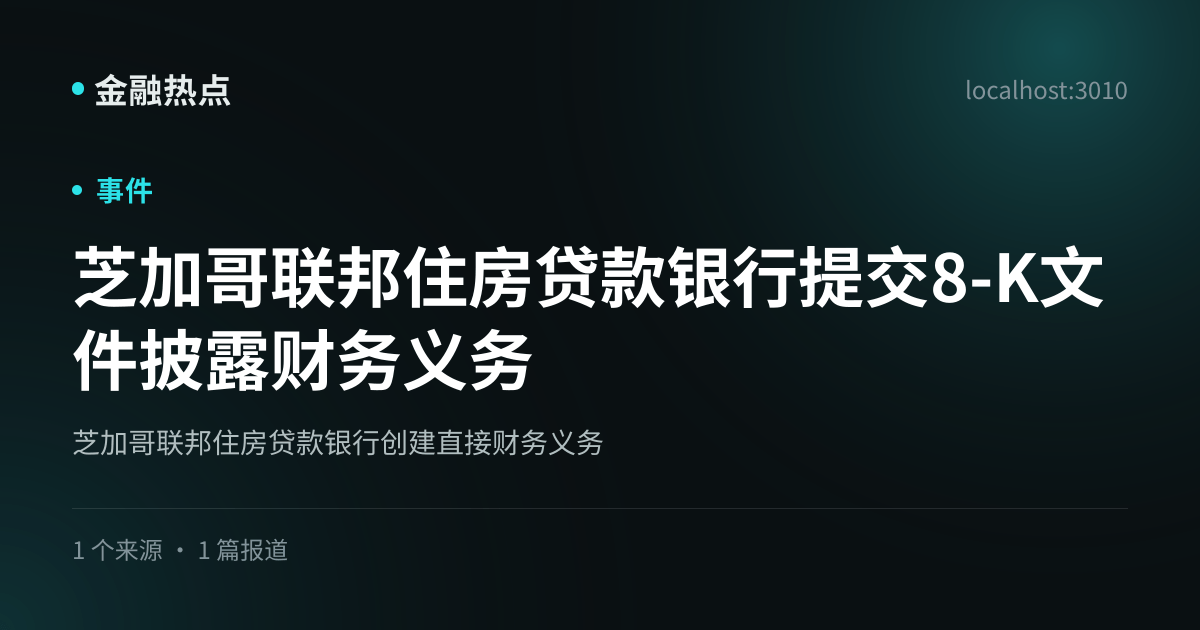 金融热点
localhost:3010
事件
芝加哥联邦住房贷款银行提交8-K文
件披露财务义务
芝加哥联邦住房贷款银行创建直接财务义务
1 个来源 · 1 篇报道